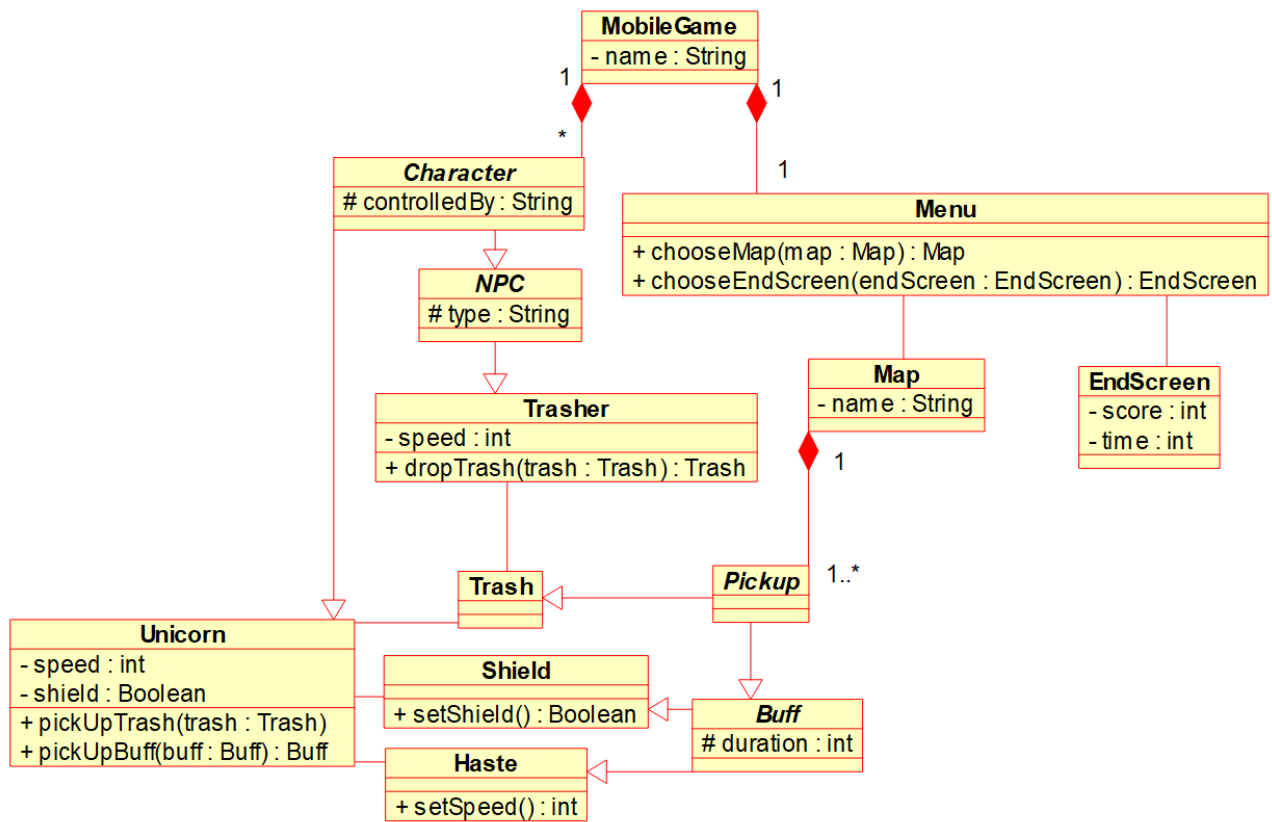 MobileGame
- name : String
1
1
*
1
Character
# controlledBy : String
Menu
+ chooseMap(map : Map) : Map
+ chooseEndScreen(endScreen : EndScreen) : EndScreen
NPC
# type : String
Map
- name : String
EndScreen
- score : int
- time : int
Trasher
- speed : int
+ dropTrash(trash : Trash) : Trash
1
1..*
Trash
Pickup
Unicorn
- speed : int
- shield : Boolean
+ pickUpTrash(trash : Trash)
+ pickUpBuff(buff : Buff) : Buff
Shield
+ setShield() : Boolean
Buff
# duration : int
Haste
+ setSpeed() : int